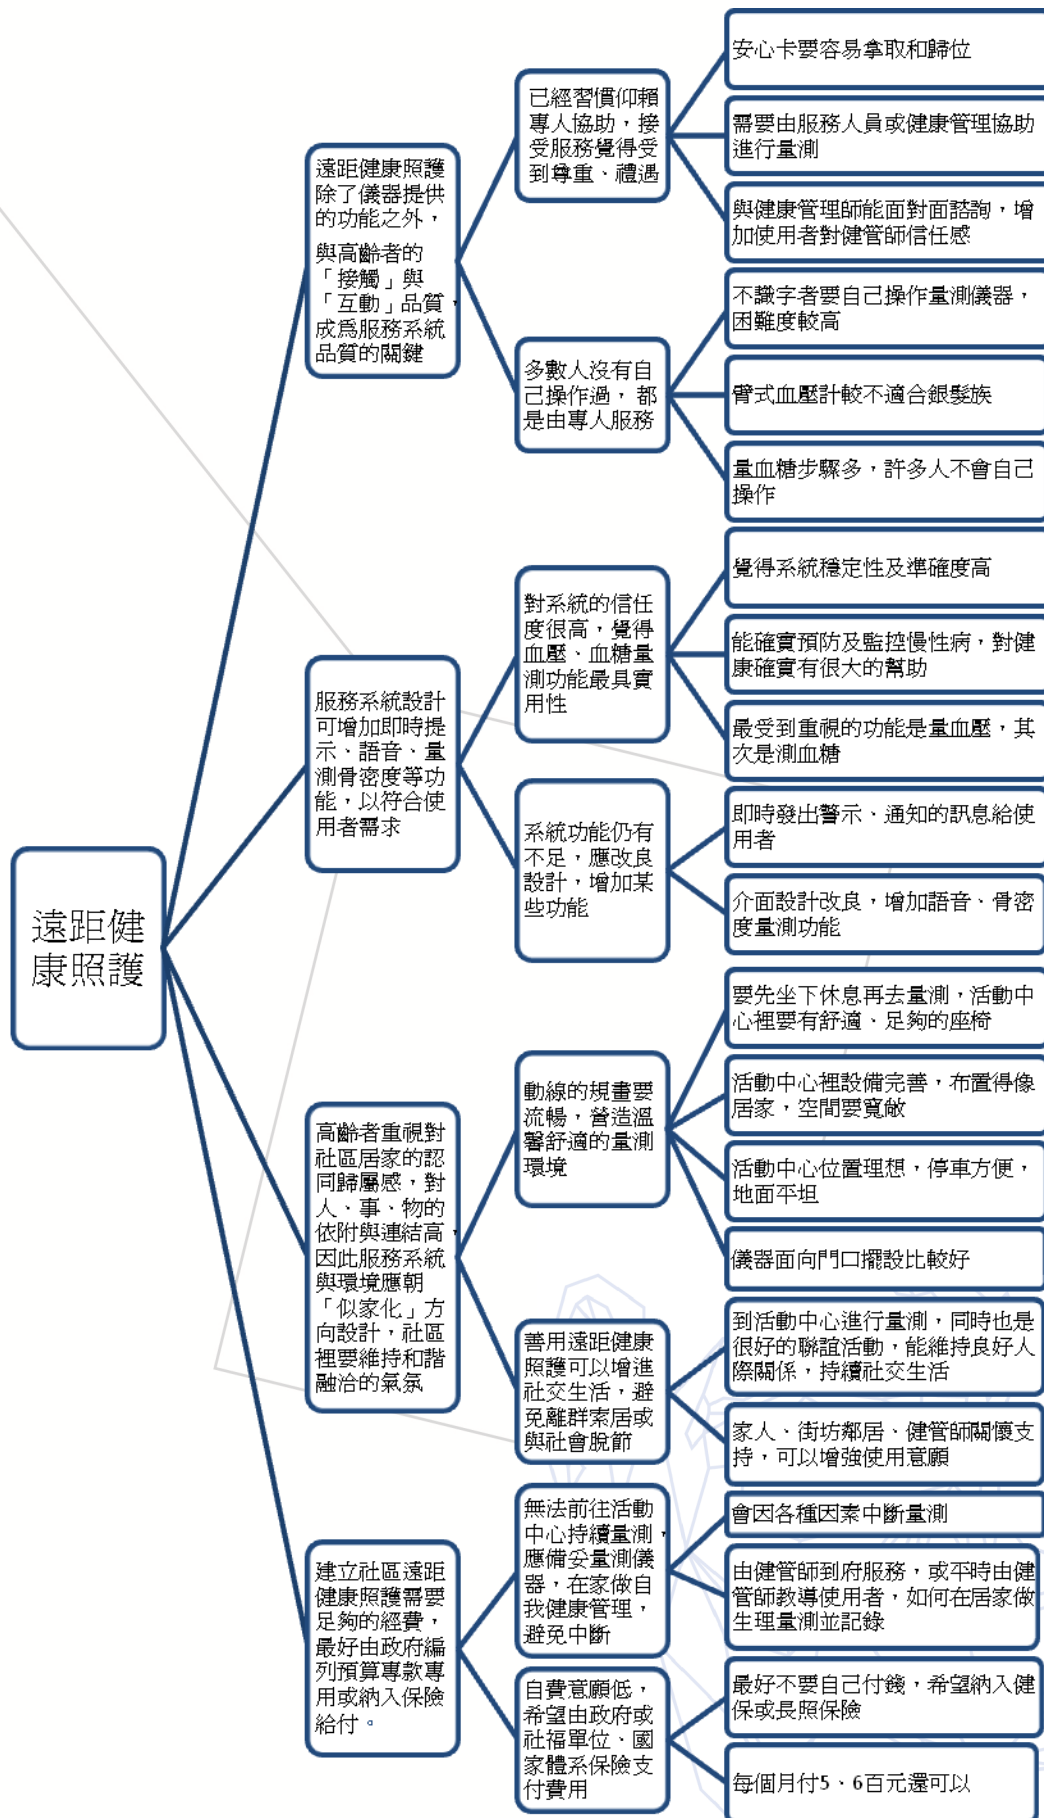 遠距健
康照護
遠距健康照護
除了儀器提供
的功能之外，
與高齡者的
「接觸」與
「互動」品質，
成爲服務系統
品質的關鍵
已經習慣仰賴
專人協助，接
受服務覺得受
到尊重、禮遇
安心卡要容易拿取和歸位
需要由服務人員或健康管理協助
進行量測
與健康管理師能面對面諮詢，增
加使用者對健管師信任感
多數人沒有自
己操作過，都
是由專人服務
不識字者要自己操作量測儀器，
困難度較高
臂式血壓計較不適合銀髮族
量血糖步驟多，許多人不會自己
操作
服務系統設計
可增加即時提
示、語音、量
測骨密度等功
能，以符合使
用者需求
對系統的信任
度很高，覺得
血壓、血糖量
測功能最具實
用性
覺得系統穩定性及準確度高
能確實預防及監控慢性病，對健
康確實有很大的幫助
最受到重視的功能是量血壓，其
次是測血糖
系統功能仍有
不足，應改良
設計，增加某
些功能
即時發出警示、通知的訊息給使
用者
介面設計改良，增加語音、骨密
度量測功能
高齡者重視對
社區居家的認
同歸屬感，對
人、事、物的
依附與連結高，
因此服務系統
與環境應朝
「似家化」方
向設計，社區
裡要維持和諧
融洽的氣氛
動線的規畫要
流暢，營造溫
馨舒適的量測
環境
要先坐下休息再去量測，活動中
心裡要有舒適、足夠的座椅
活動中心裡設備完善，布置得像
居家，空間要寬敞
活動中心位置理想，停車方便，
地面平坦
儀器面向門口擺設比較好
善用遠距健康
照護可以增進
社交生活，避
免離群索居或
與社會脫節
到活動中心進行量測，同時也是
很好的聯誼活動，能維持良好人
際關係，持續社交生活
家人、街坊鄰居、健管師關懷支
持，可以增強使用意願
建立社區遠距
健康照護需要
足夠的經費，
最好由政府編
列預算專款專
用或納入保險
給付。
無法前往活動
中心持續量測，
應備妥量測儀
器，在家做自
我健康管理，
避免中斷
會因各種因素中斷量測
由健管師到府服務，或平時由健
管師教導使用者，如何在居家做
生理量測並記錄
自費意願低，
希望由政府或
社福單位、國
家體系保險支
付費用
最好不要自己付錢，希望納入健
保或長照保險
每個月付5、6百元還可以